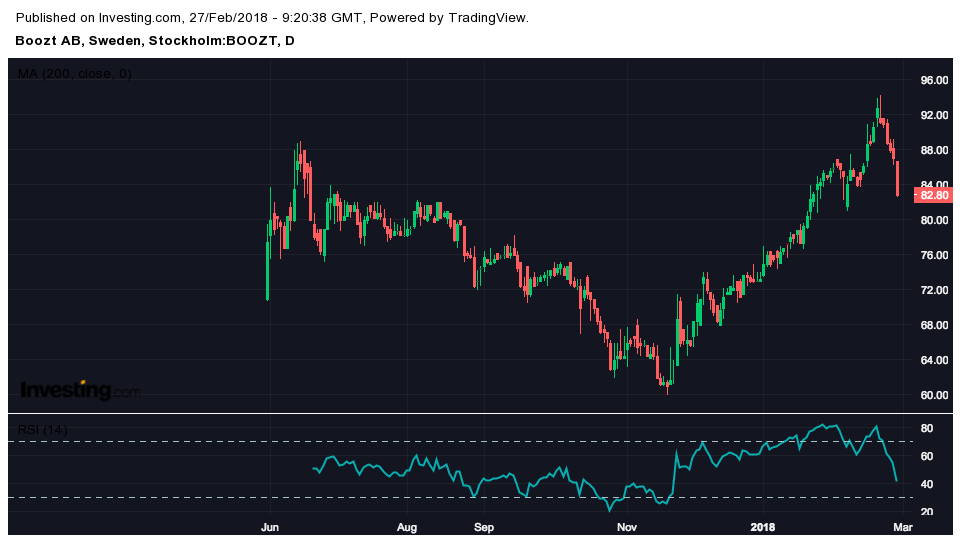 Published on Investing.com, 27/Feb/2018 - 9:20:38 GMT, Powered by TradingView.
Boozt AB, Sweden, Stockholm:BOOZT, D
MA (200, close, 0)
96.00
92.00
88.00
84.00
82.80
80.00
76.00
72.00
68.00
64.00
60.00
Investing.com
RSI (14)
80
60
40
20
Jun Aug Sep Nov 2018 Mar